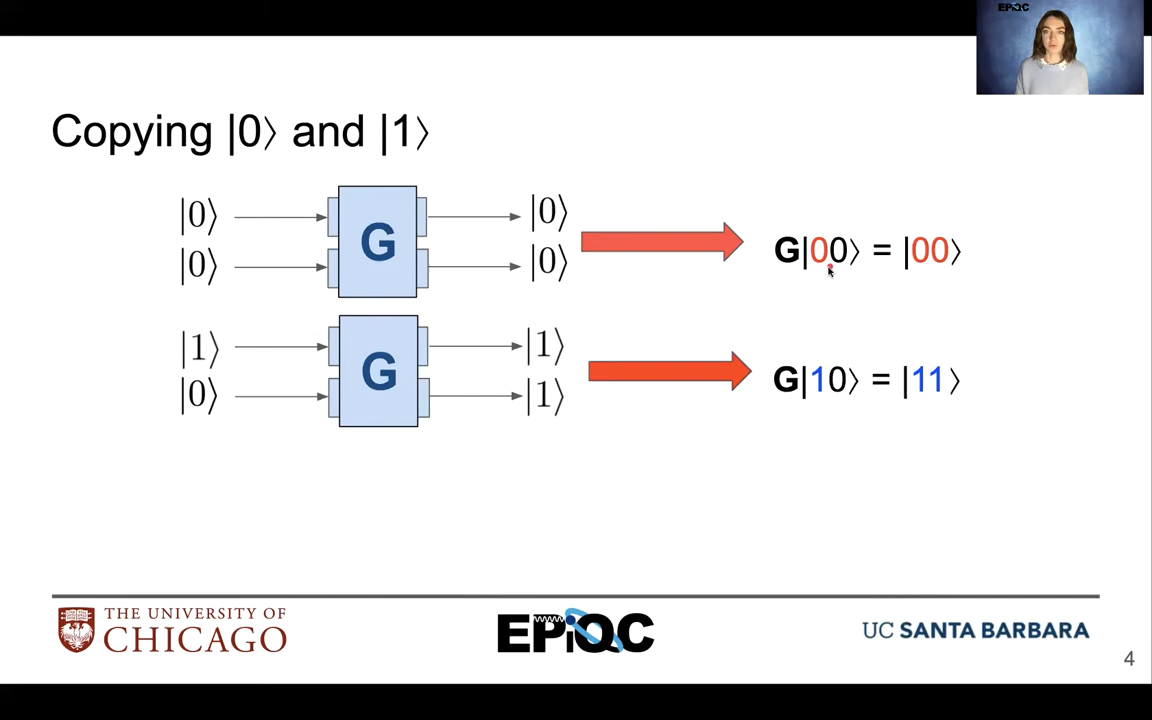 EPiQC
Copying |0⟩ and |1⟩
|0⟩ G |0⟩
|0⟩ |0⟩
G|00⟩ = |00⟩
|1⟩ G |1⟩
|0⟩ |1⟩
G|10⟩ = |11⟩
THE UNIVERSITY OF
CHICAGO
EPiQC
UC SANTA BARBARA
4